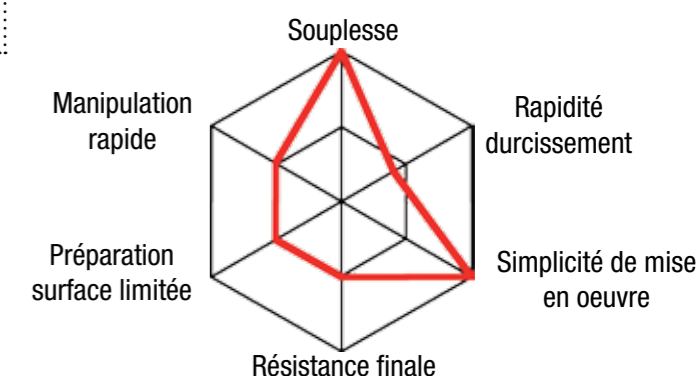 Souplesse
Manipulation
rapide
Rapidité
durcissement
Préparation
surface limitée
Simplicité de mise
en oeuvre
Résistance finale